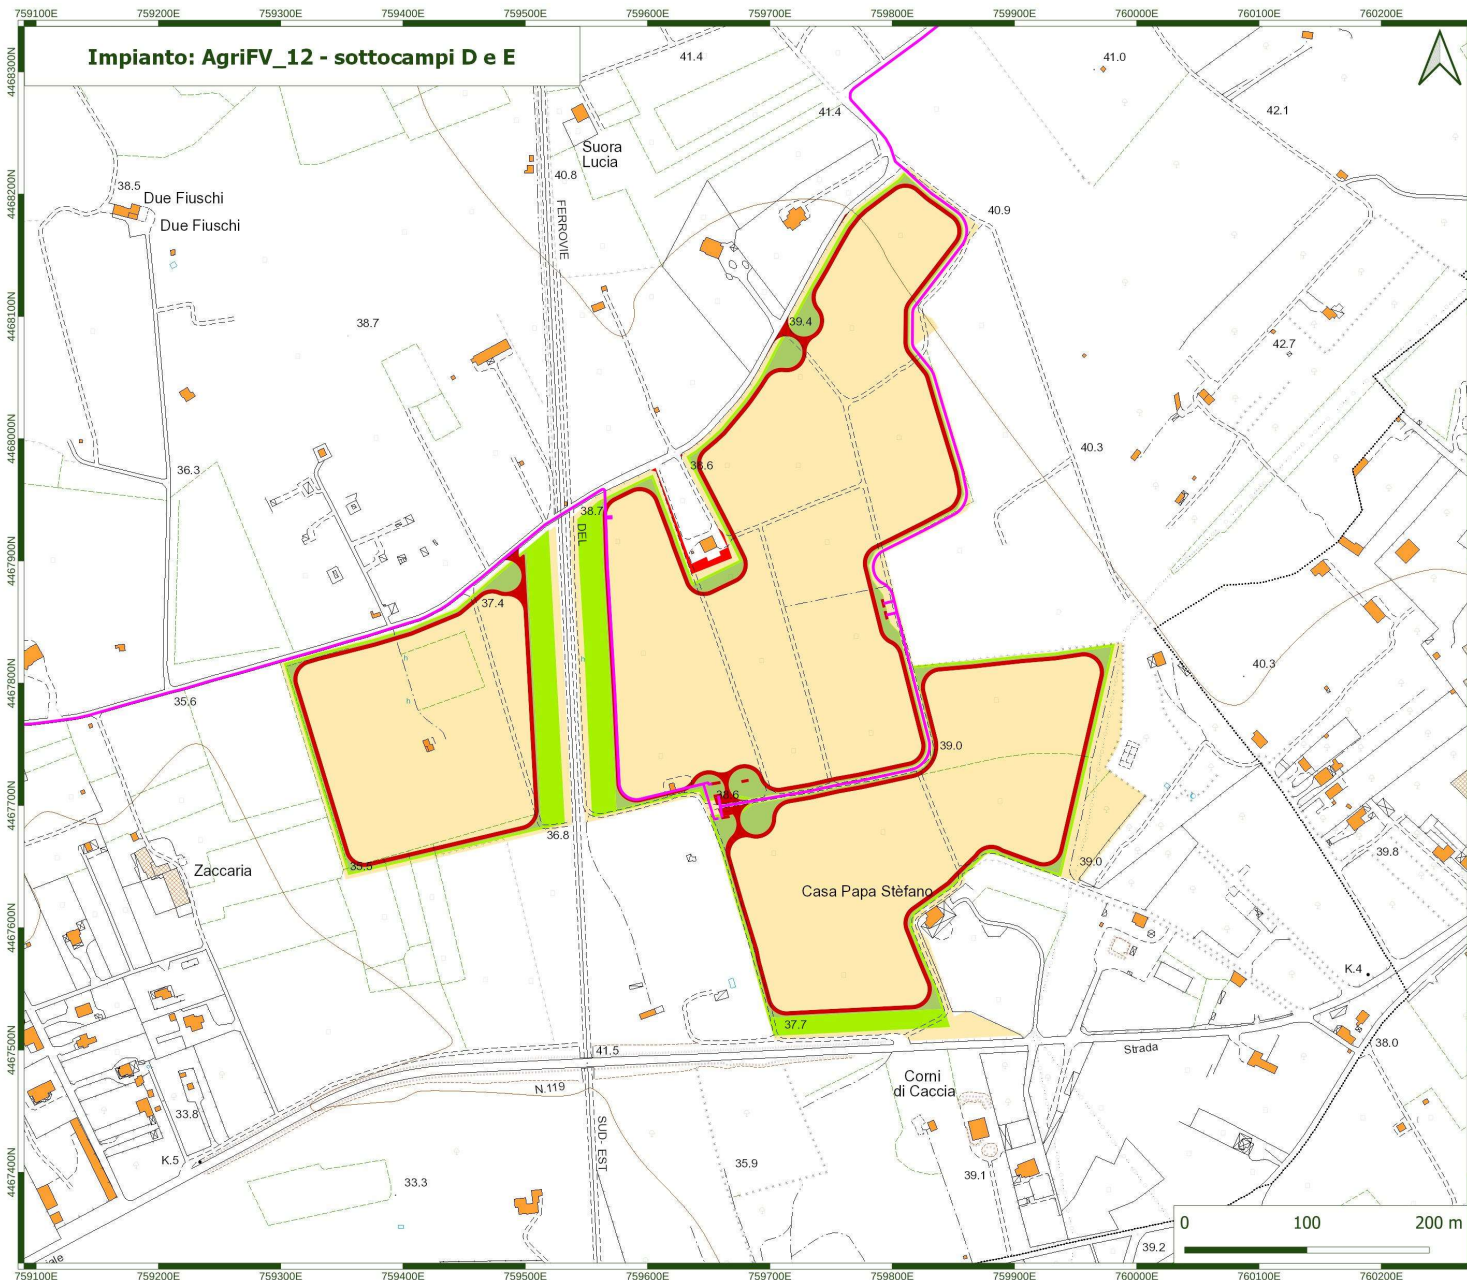 759100E 759200E 759300E 759400E 759500E 759600E 759700E 759800E 759900E 760000E 760100E 760200E
Impianto: AgriFV_12 - sottocampi D e E
4468300N
4468200N
4468100N
4468000N
4467900N
4467800N
4467700N
4467600N
4467500N
4467400N
41.4
41.0
41.4
42.1
Suora
Lucia
40.8
38.5
Due Fiuschi
Due Fiuschi
40.9
FERROVIE
38.7
39.4
42.7
36.3
38.6
40.3
38.7
DEL
37.4
40.3
35.6
39.0
38.6
36.8
35.5
39.0
39.8
Zaccaria
Casa Papa Stèfano
K.4
37.7
41.5
Strada
38.0
N.119
Corni
di Caccia
33.8
SUD-EST
K.5
35.9
33.3
39.1
39.2
0 100 200 m
759100E 759200E 759300E 759400E 759500E 759600E 759700E 759800E 759900E 760000E 760100E 760200E